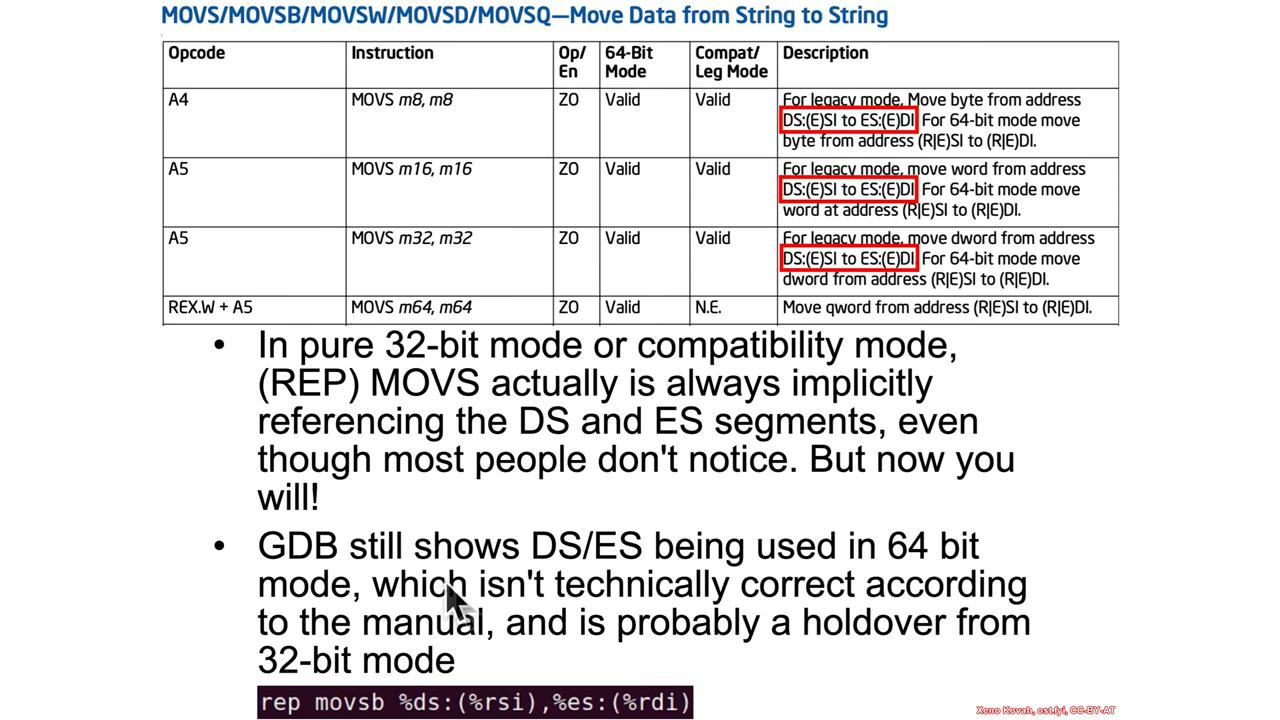 MOVS/MOVSB/MOVSW/MOVSD/MOVSQ—Move Data from String to String
Opcode Instruction Op/ En 64-Bit Mode Compat/ Leg Mode Description
A4 MOVS m8, m8 ZO Valid Valid For legacy mode, Move byte from address
DS:(E)SI to ES:(E)DI. For 64-bit mode move
byte from address (R|E)SI to (R|E)DI.
A5 MOVS m16, m16 ZO Valid Valid For legacy mode, move word from address
DS:(E)SI to ES:(E)DI. For 64-bit mode move
word at address (R|E)SI to (R|E)DI.
A5 MOVS m32, m32 ZO Valid Valid For legacy mode, move dword from address
DS:(E)SI to ES:(E)DI. For 64-bit mode move
dword from address (R|E)SI to (R|E)DI.
REX.W + A5 MOVS m64, m64 ZO Valid N.E. Move qword from address (R|E)SI to (R|E)DI.
• In pure 32-bit mode or compatibility mode,
(REP) MOVS actually is always implicitly
referencing the DS and ES segments, even
though most people don't notice. But now you
will!
• GDB still shows DS/ES being used in 64 bit
mode, which isn't technically correct according
to the manual, and is probably a holdover from
32-bit mode
rep movsb %ds:(%rsi),%es:(%rdi)
Xeno Kovah, ost.fyi, CC-BY-AT